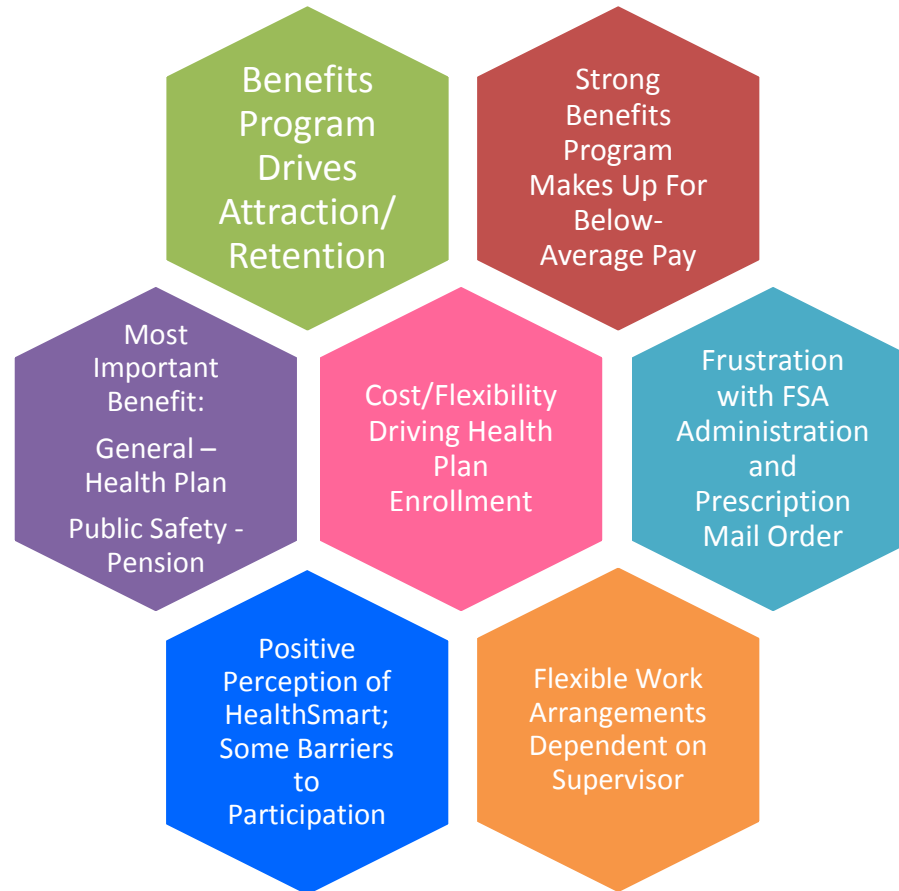 Benefits
Program
Drives
Attraction/
Retention
Strong
Benefits
Program
Makes Up For
Below-
Average Pay
Most
Important
Benefit:
General –
Health Plan
Public Safety -
Pension
Cost/Flexibility
Driving Health
Plan
Enrollment
Frustration
with FSA
Administration
and
Prescription
Mail Order
Positive
Perception of
HealthSmart;
Some Barriers
to
Participation
Flexible Work
Arrangements
Dependent on
Supervisor